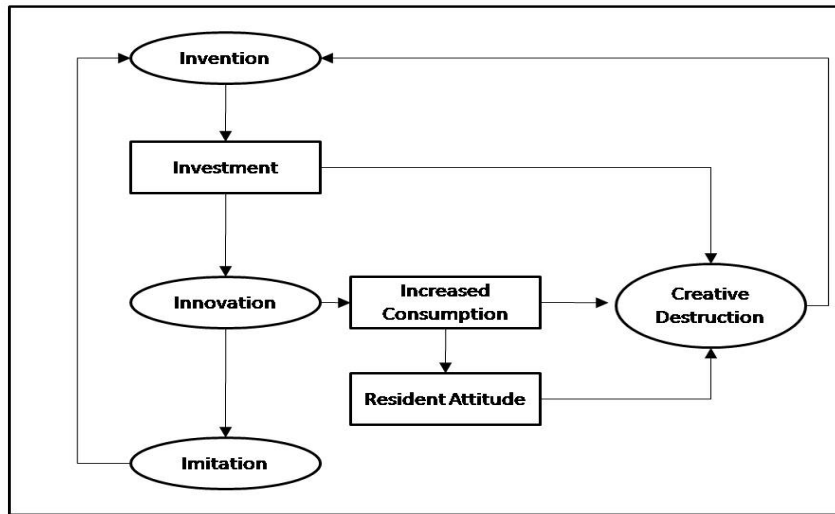 Invention
Investment
Innovation
Increased
Consumption
Creative
Destruction
Resident Attitude
Imitation